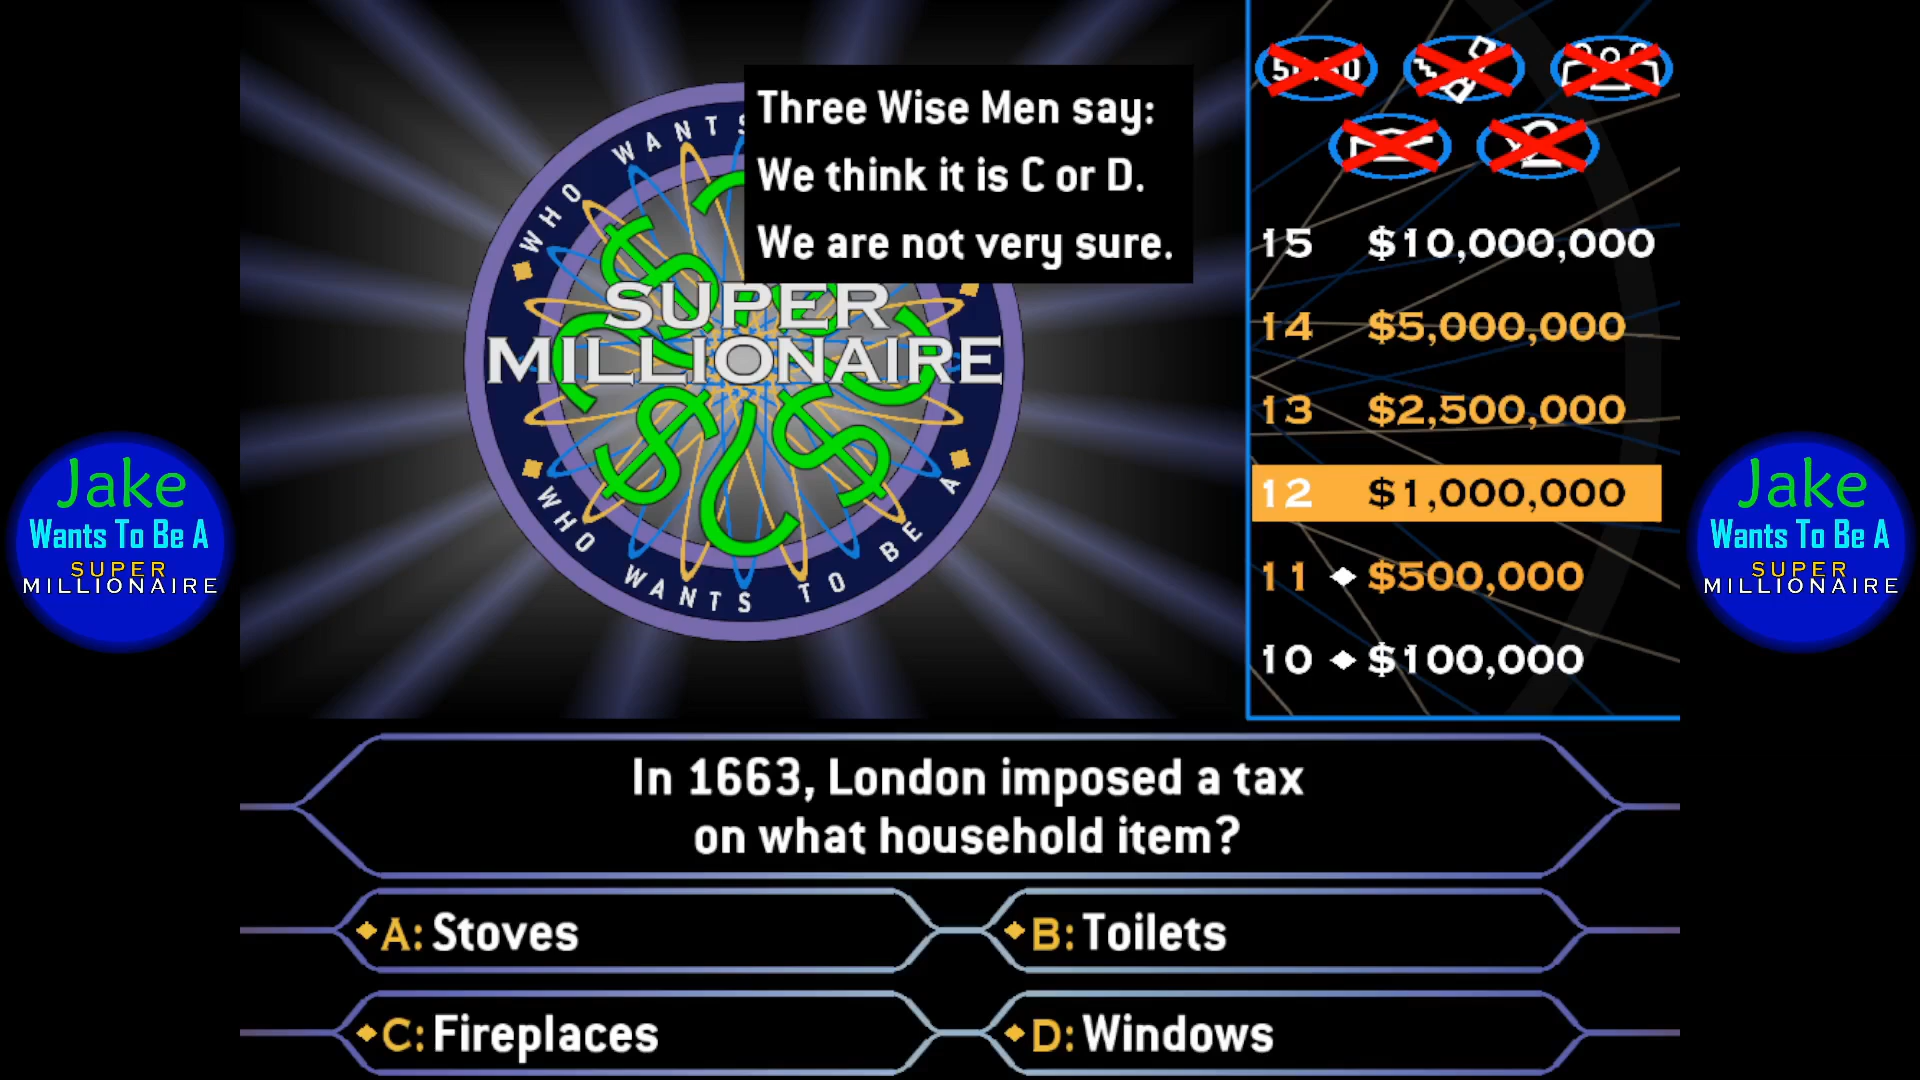 Three Wise Men say:
We think it is C or D.
We are not very sure.
WHO WANTS
WHO WANTS TO BE A
SUPER
MILLIONAIRE
15 $10,000,000
14 $5,000,000
13 $2,500,000
12 $1,000,000
11 $500,000
10 $100,000
Jake
Wants To Be A
SUPER
MILLIONAIRE
Jake
Wants To Be A
SUPER
MILLIONAIRE
In 1663, London imposed a tax
on what household item?
A: Stoves
B: Toilets
C: Fireplaces
D: Windows